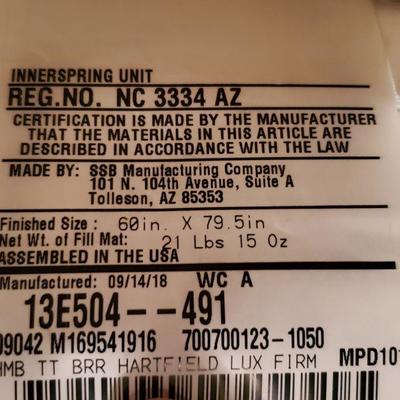 INNERSPRING UNIT
REG.NO. NC 3334 AZ
CERTIFICATION IS MADE BY THE MANUFACTURER
THAT THE MATERIALS IN THIS ARTICLE ARE
DESCRIBED IN ACCORDANCE WITH THE LAW
MADE BY: SSB Manufacturing Company
101 N. 104th Avenue, Suite A
Tolleson, AZ 85353
Finished Size : 60in. X 79.5in
Net Wt. of Fill Mat: 21 Lbs 15 Oz
ASSEMBLED IN THE USA
Manufactured: 09/14/18 WC A
13E504--491
09042 M169541916 700700123-1050
HMB TT BRR HARTFIELD LUX FIRM MPD10